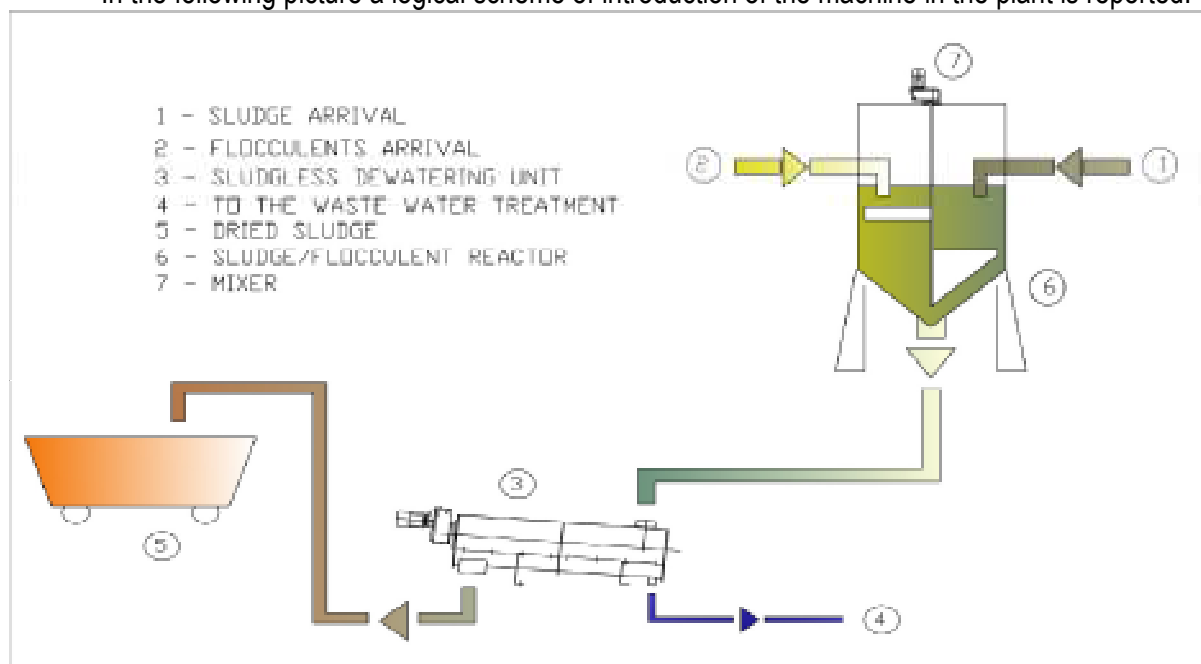 In the following picture a logical scheme of introduction of the machine in the plant is reported:
7
1 - SLUDGE ARRIVAL
2 - FLOCCULENTS ARRIVAL
3 - SLUDGLESS DEWATERING UNIT
4 - TO THE WASTE WATER TREATMENT
5 - DRIED SLUDGE
6 - SLUDGE/FLOCCULENT REACTOR
7 - MIXER
2
1
6
3
5
4